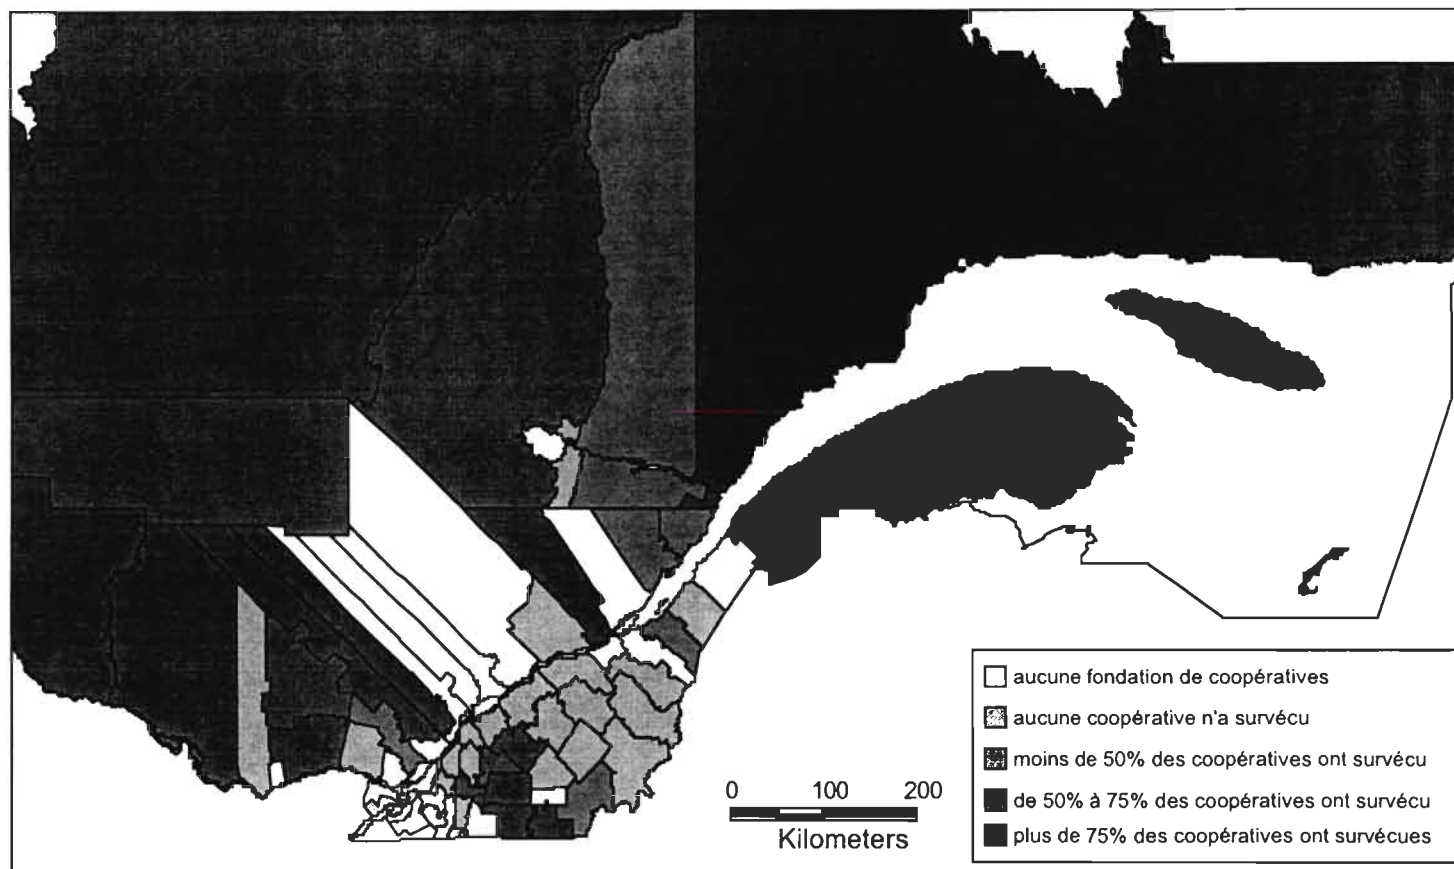 0 100 200
Kilometers
aucune fondation de coopératives
aucune coopérative n'a survécu
moins de 50% des coopératives ont survécu
de 50% à 75% des coopératives ont survécu
plus de 75% des coopératives ont survécues